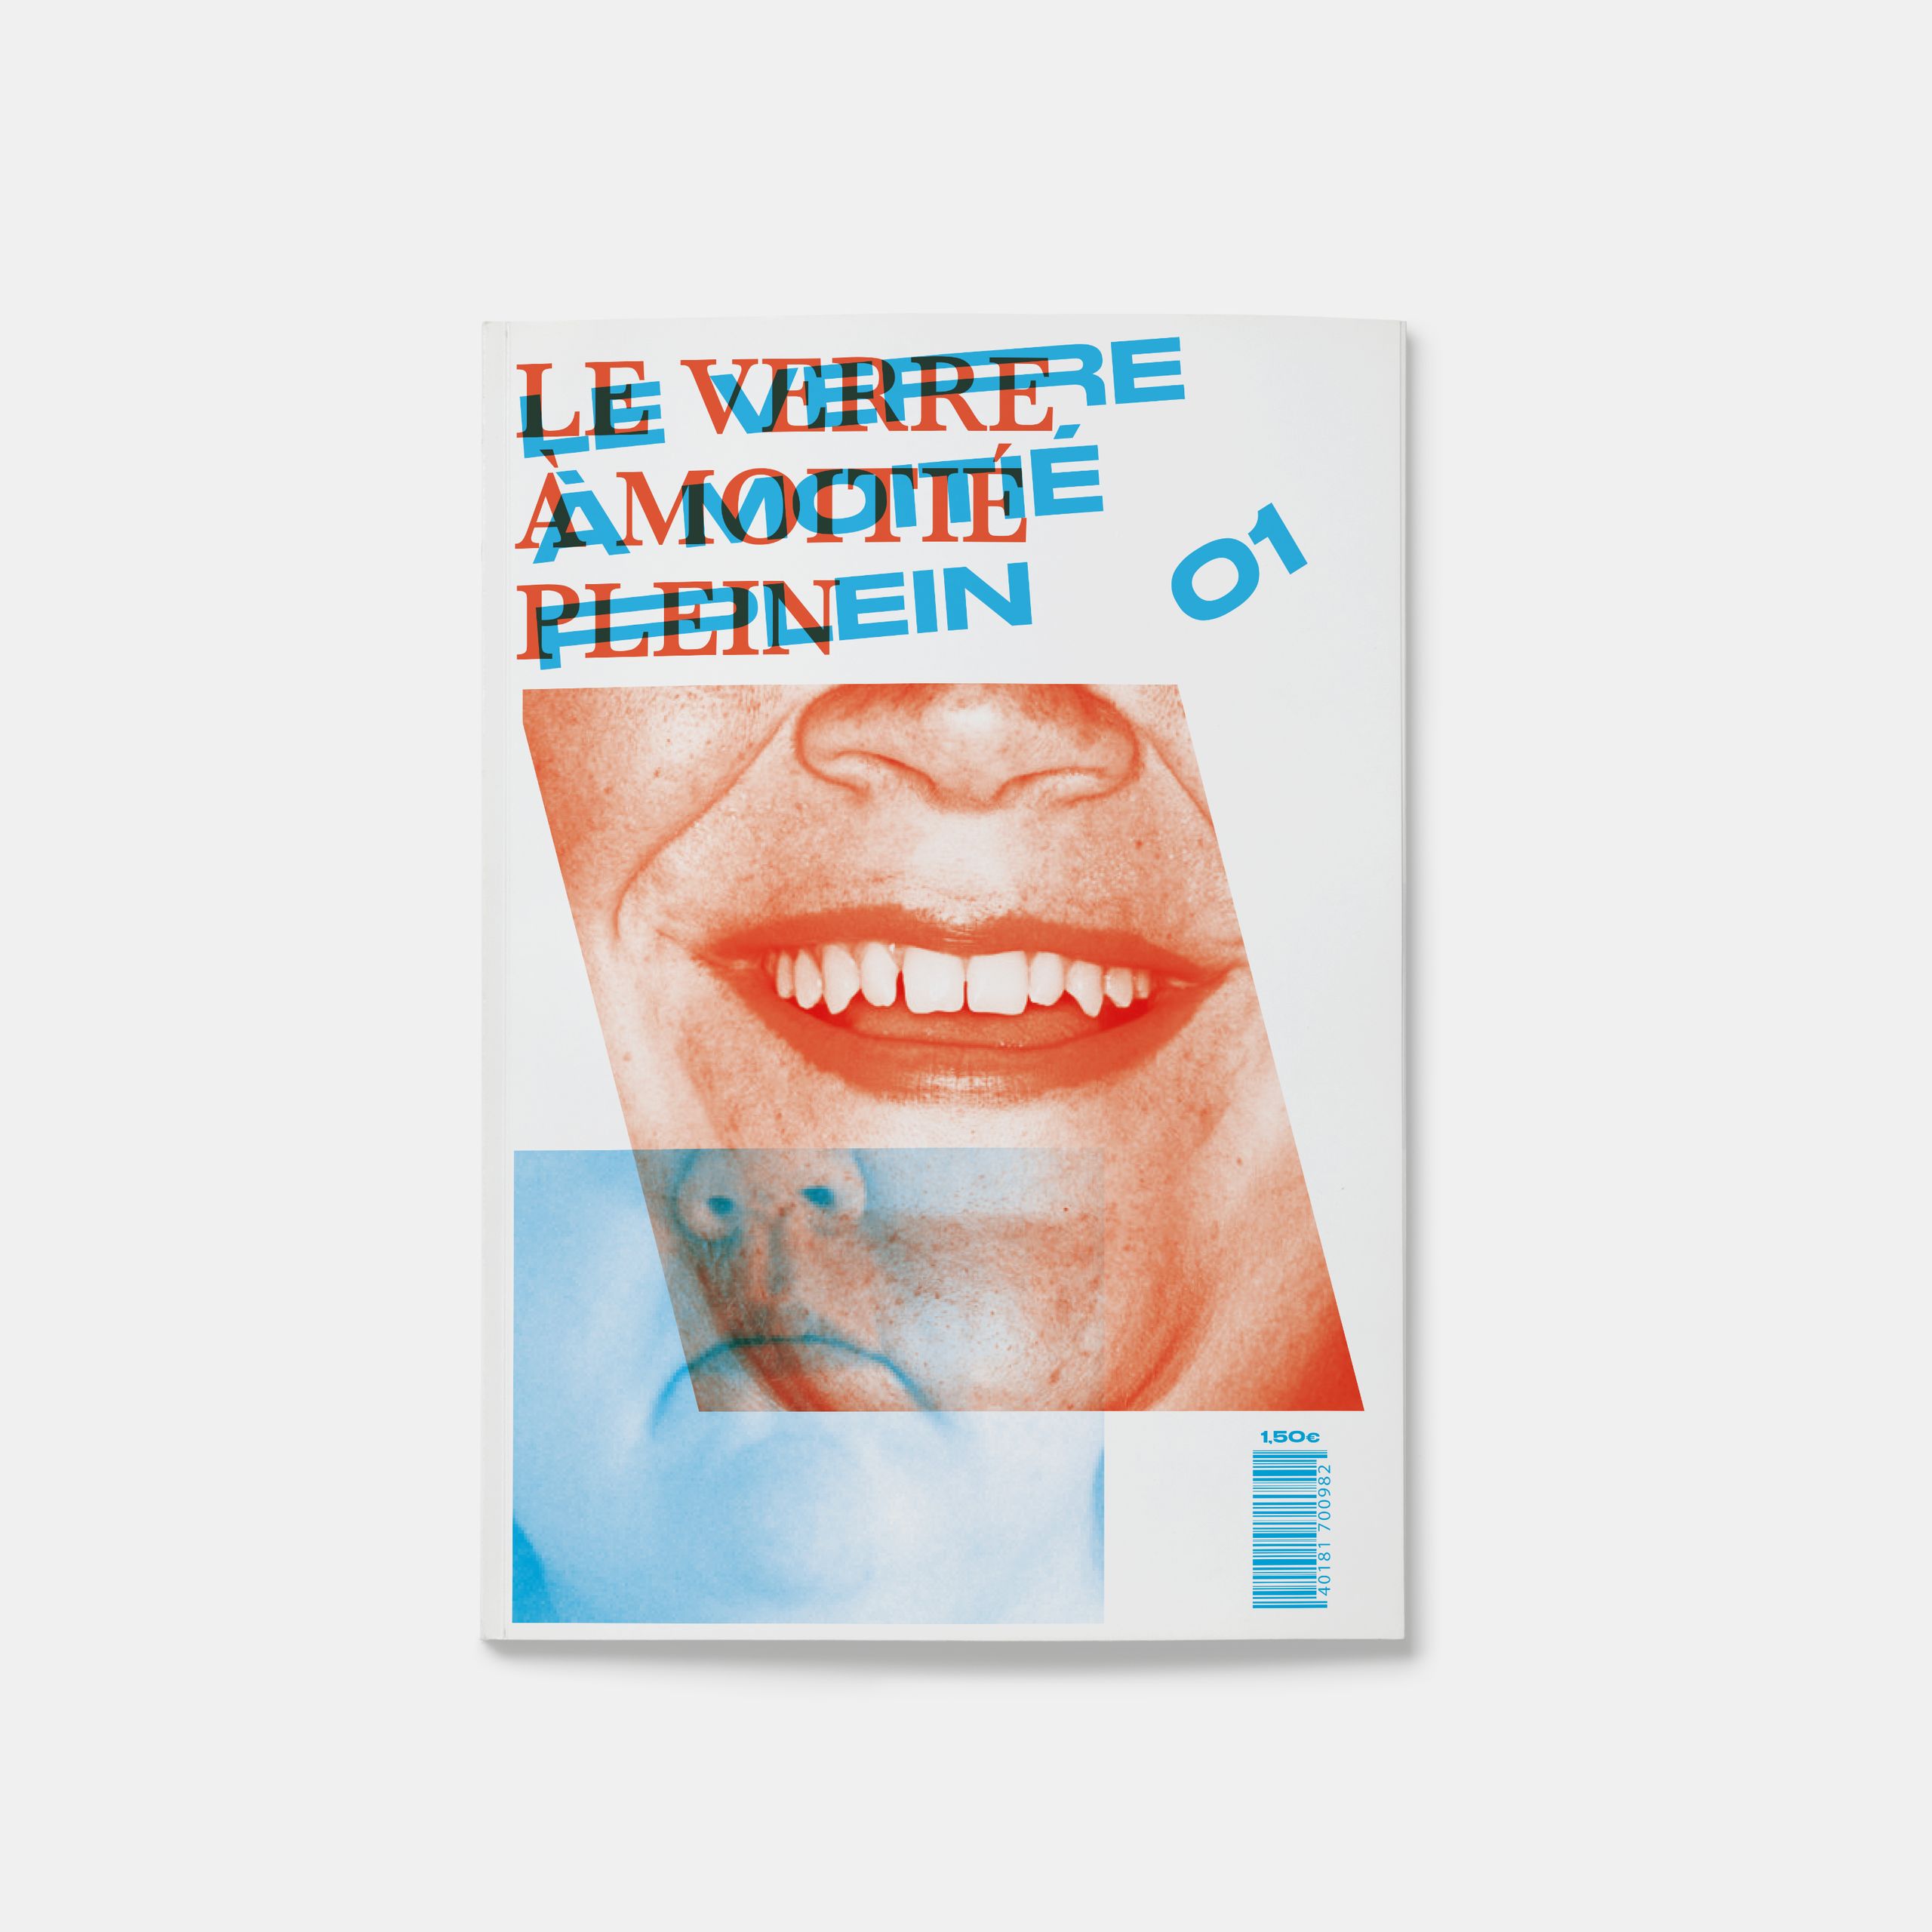 LE VERRE
À MOITIÉ
PLEIN
LE VERRE
À MOITIÉ
PLEIN
01
1,50€
40181 700982